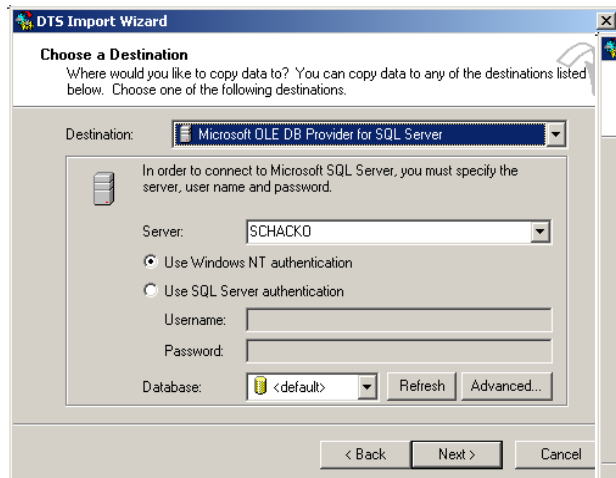 DTS Import Wizard
Choose a Destination
Where would you like to copy data to? You can copy data to any of the destinations listed
below. Choose one of the following destinations.
Destination: Microsoft OLE DB Provider for SQL Server
In order to connect to Microsoft SQL Server, you must specify the
server, user name and password.
Server: SCHACKO
Use Windows NT authentication
Use SQL Server authentication
Username:
Password:
Database: <default> Refresh Advanced...
< Back Next > Cancel